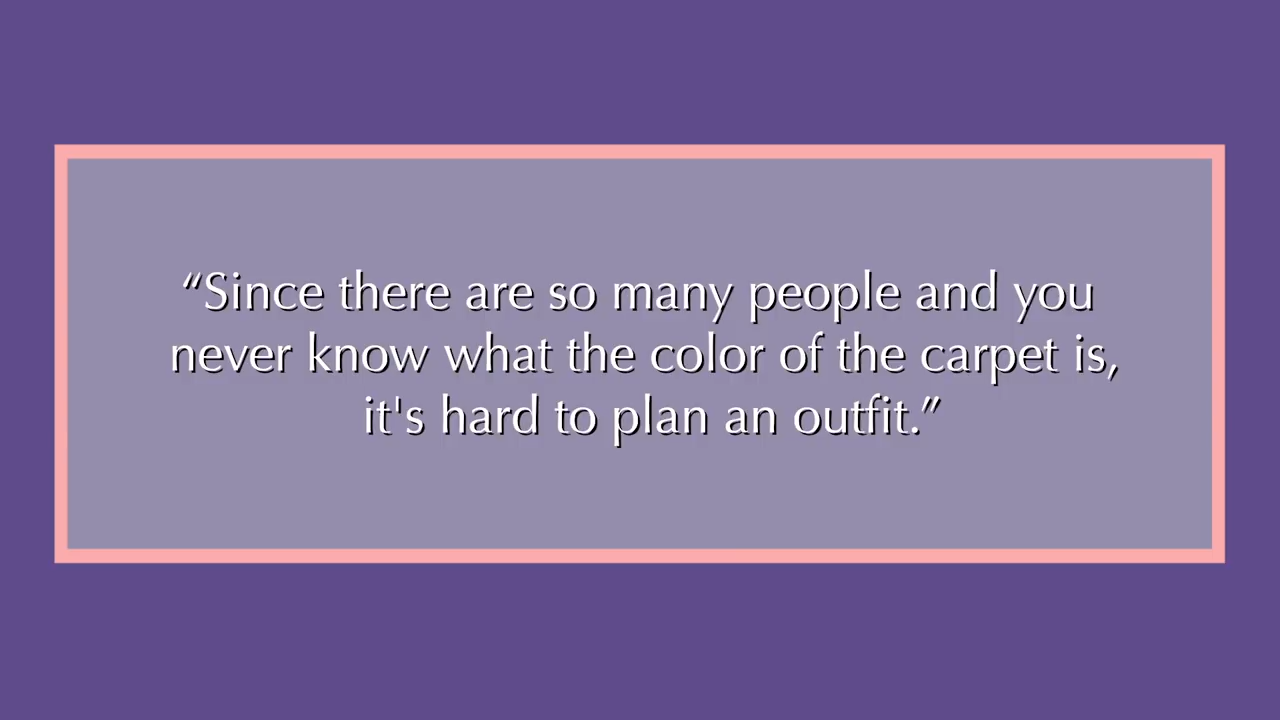 “Since there are so many people and you
never know what the color of the carpet is,
it's hard to plan an outfit.”